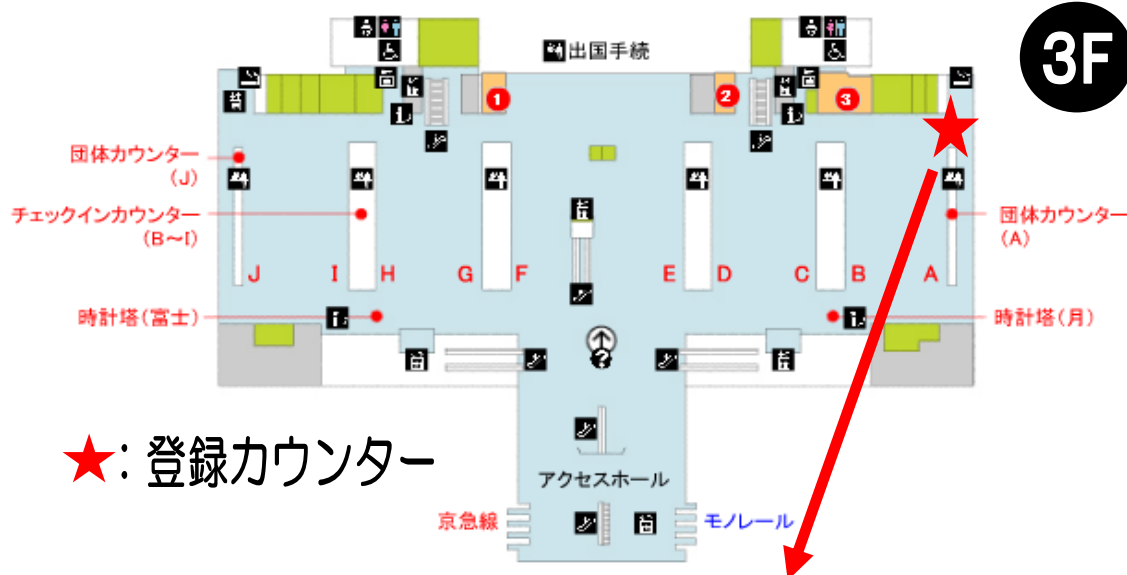 3F
出国手続
1
2
3
団体カウンター
(J)
チェックインカウンター
(B～I)
団体カウンター
(A)
J I H G F E D C B A
時計塔(富士)
時計塔(月)
?
★: 登録カウンター
アクセスホール
京急線
モノレール